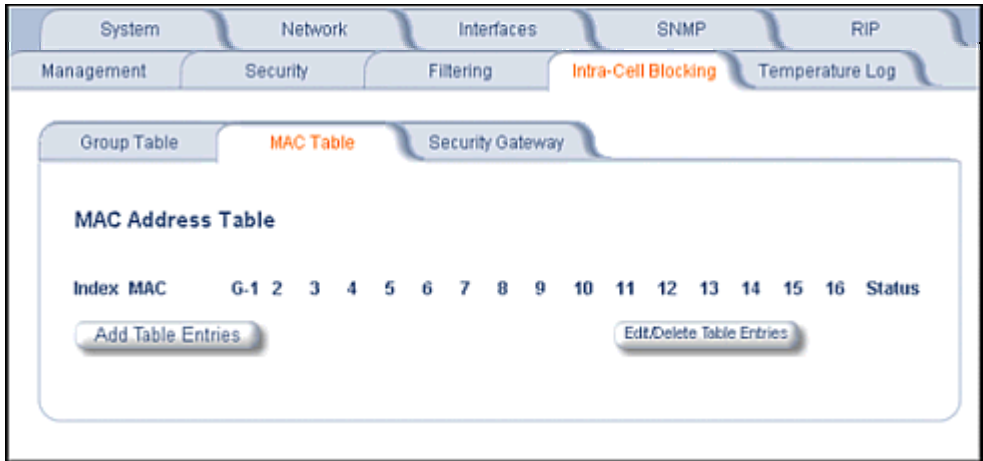 System Network Interfaces SNMP RIP
Management Security Filtering Intra-Cell Blocking Temperature Log
Group Table MAC Table Security Gateway
MAC Address Table
Index MAC G-1 2 3 4 5 6 7 8 9 10 11 12 13 14 15 16 Status
Add Table Entries Edit/Delete Table Entries